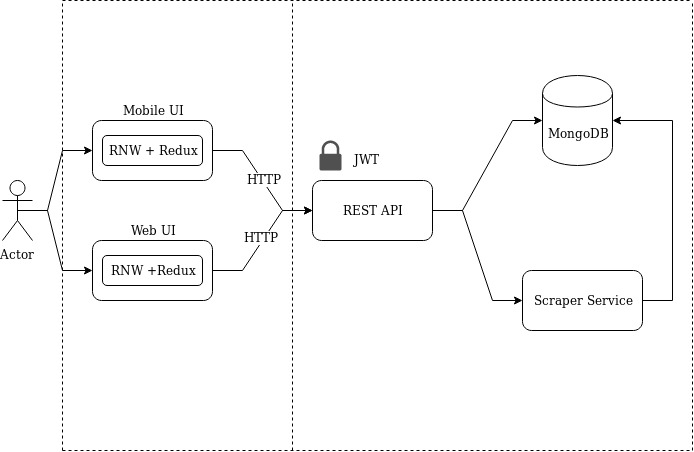 Mobile UI
RNW + Redux
HTTP
JWT
MongoDB
REST API
Actor
Web UI
RNW +Redux
HTTP
Scraper Service